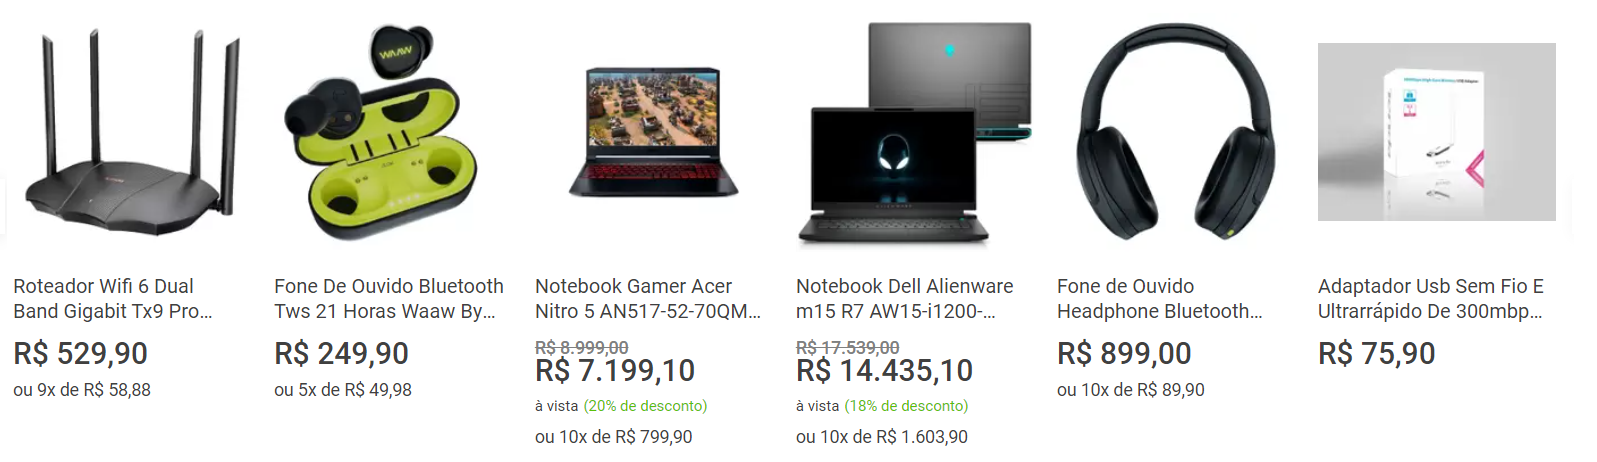 WAAW
Roteador Wifi 6 Dual
Band Gigabit Tx9 Pro...
R$ 529,90
ou 9x de R$ 58,88
Fone De Ouvido Bluetooth
Tws 21 Horas Waaw By...
R$ 249,90
ou 5x de R$ 49,98
Notebook Gamer Acer
Nitro 5 AN517-52-70QM...
R$ 8.999,00
R$ 7.199,10
à vista (20% de desconto)
ou 10x de R$ 799,90
Notebook Dell Alienware
m15 R7 AW15-i1200-...
R$ 17.539,00
R$ 14.435,10
à vista (18% de desconto)
ou 10x de R$ 1.603,90
Fone de Ouvido
Headphone Bluetooth...
R$ 899,00
ou 10x de R$ 89,90
Adaptador Usb Sem Fio E
Ultrarrápido De 300mbp...
R$ 75,90